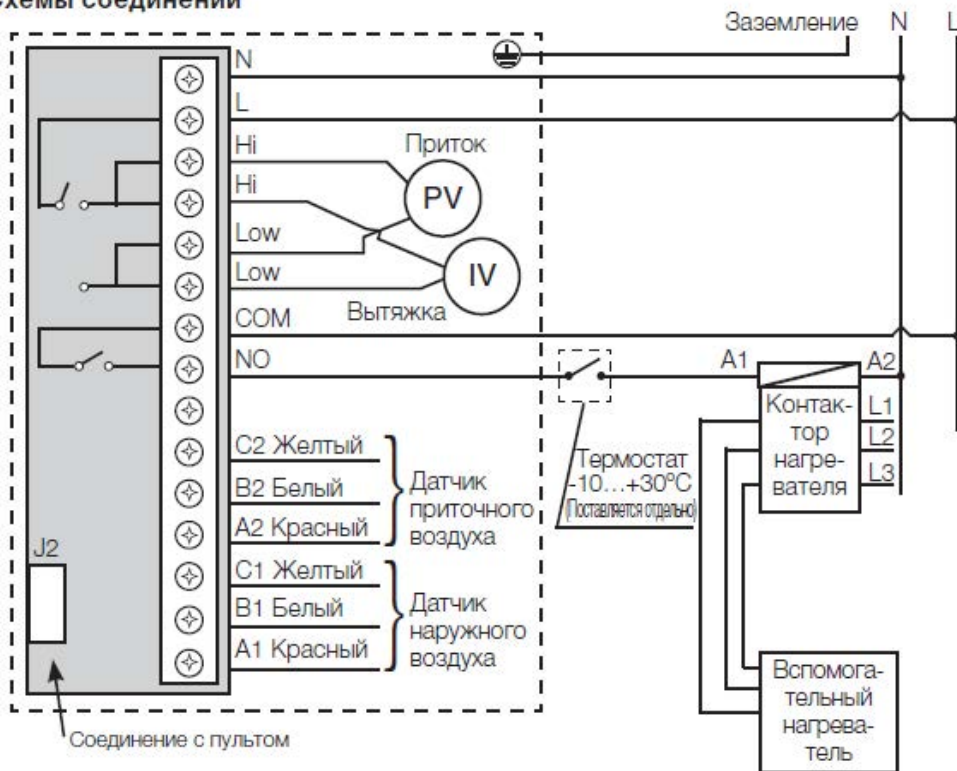 Схемы соединений
Заземление N L
N
L
Hi
Hi
Low
Low
COM
NO
Приток
PV
IV
Вытяжка
C2 Желтый
B2 Белый
A2 Красный
Датчик
приточного
воздуха
C1 Желтый
B1 Белый
A1 Красный
Датчик
наружного
воздуха
J2
Соединение с пультом
Термостат
-10...+30°C
(Поставляется отдельно)
A1
A2
Контак-
тор
нагре-
вателя
L1
L2
L3
Вспомога-
тельный
нагрева-
тель